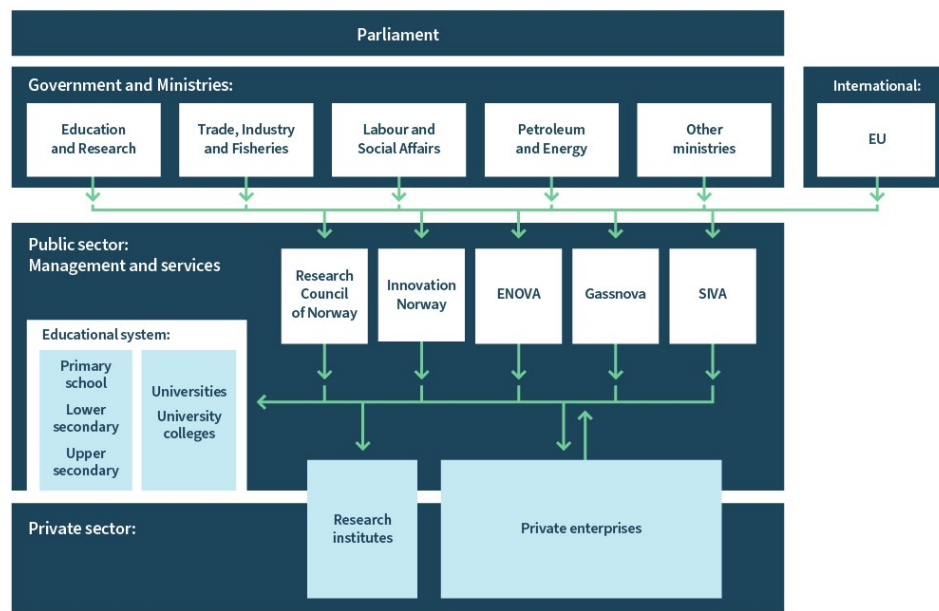 Parliament
Government and Ministries:
International:
Education
and Research
Trade, Industry
and Fisheries
Labour and
Social Affairs
Petroleum
and Energy
Other
ministries
EU
Public sector:
Management and services
Research
Council
of Norway
Innovation
Norway
ENOVA
Gassnova
SIVA
Educational system:
Primary
school
Lower
secondary
Upper
secondary
Universities
University
colleges
Private sector:
Research
institutes
Private enterprises